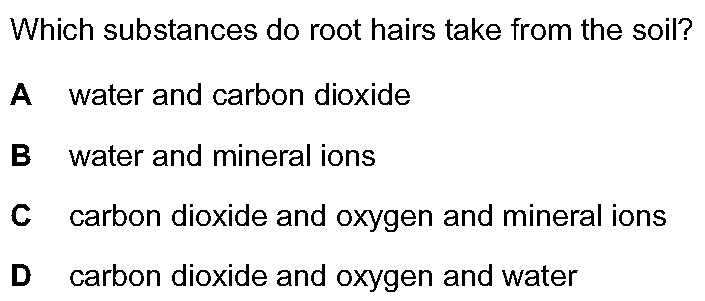 Which substances do root hairs take from the soil?
A water and carbon dioxide
B water and mineral ions
C carbon dioxide and oxygen and mineral ions
D carbon dioxide and oxygen and water